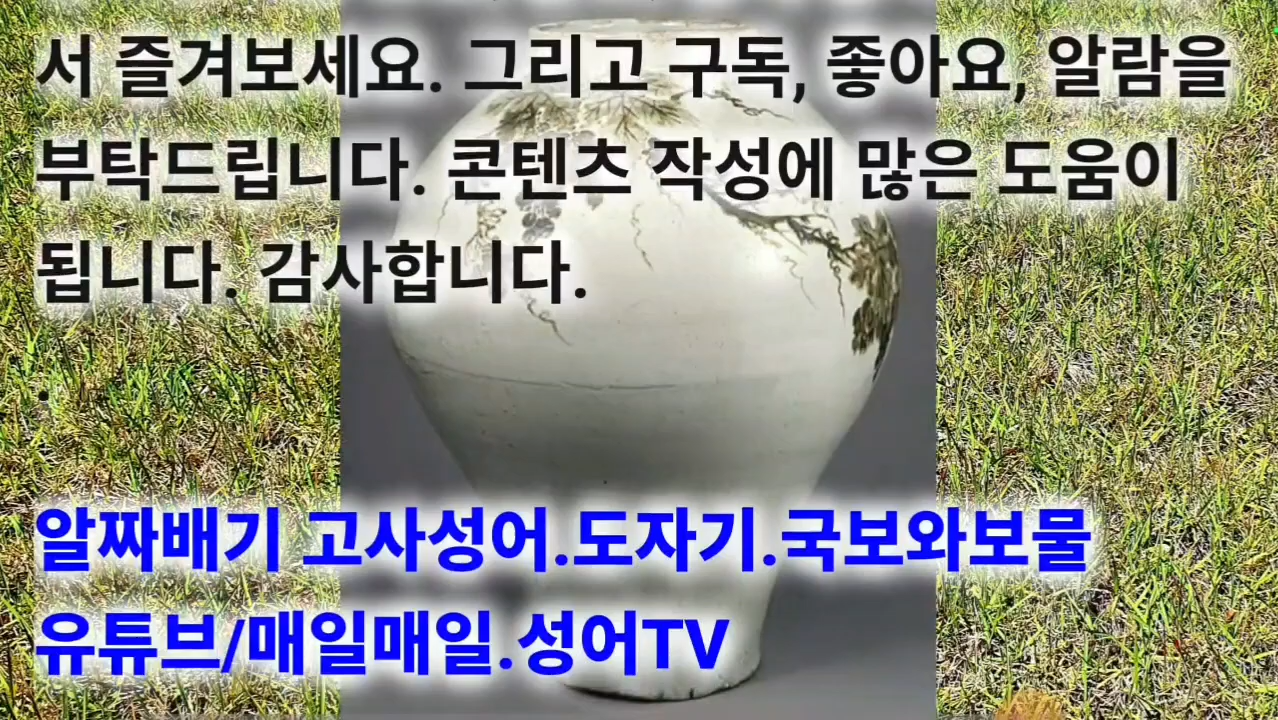 서 즐겨보세요. 그리고 구독, 좋아요, 알람을
부탁드립니다. 콘텐츠 작성에 많은 도움이
됩니다. 감사합니다.
.
알짜배기 고사성어.도자기.국보와보물
유튜브/매일매일.성어TV